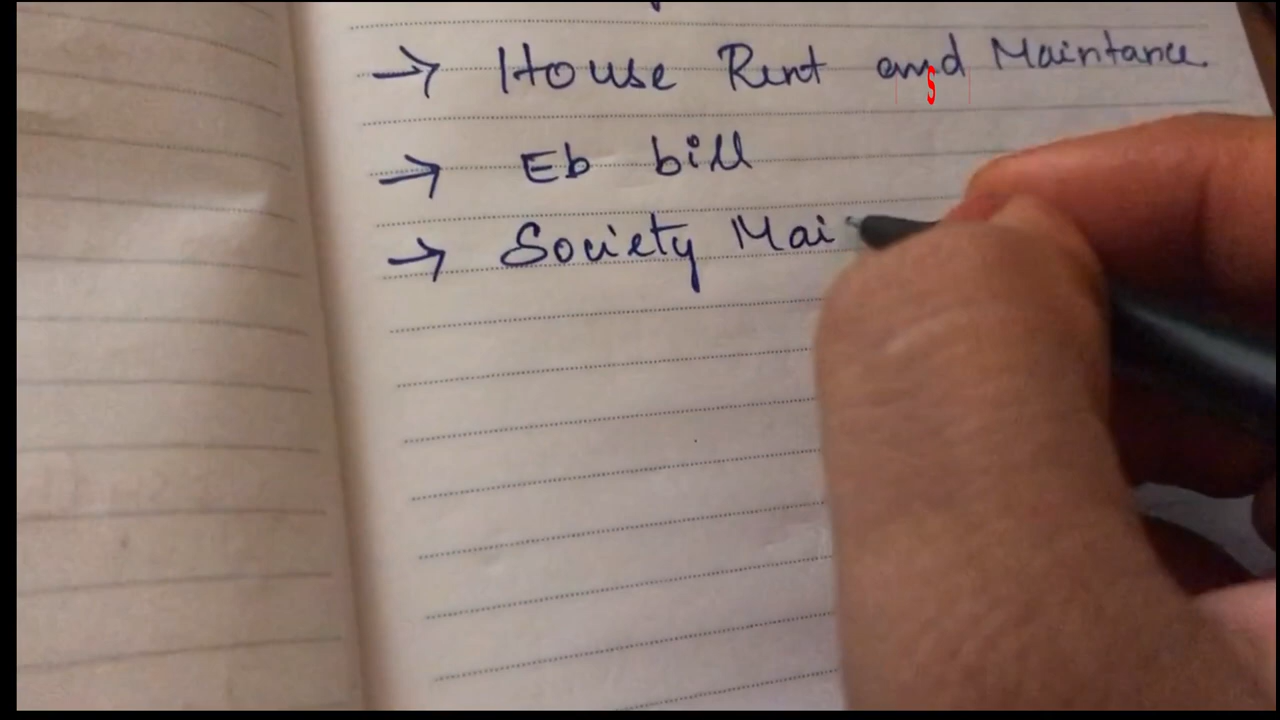 → House Rent and Maintance.
s
→ Eb bill
→ Society Mai